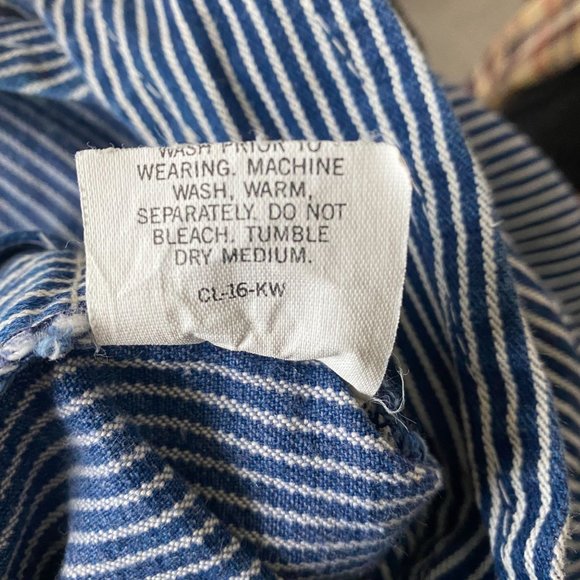 WASH PRIOR TO
WEARING. MACHINE
WASH, WARM,
SEPARATELY. DO NOT
BLEACH. TUMBLE
DRY MEDIUM.
CL-16-KW